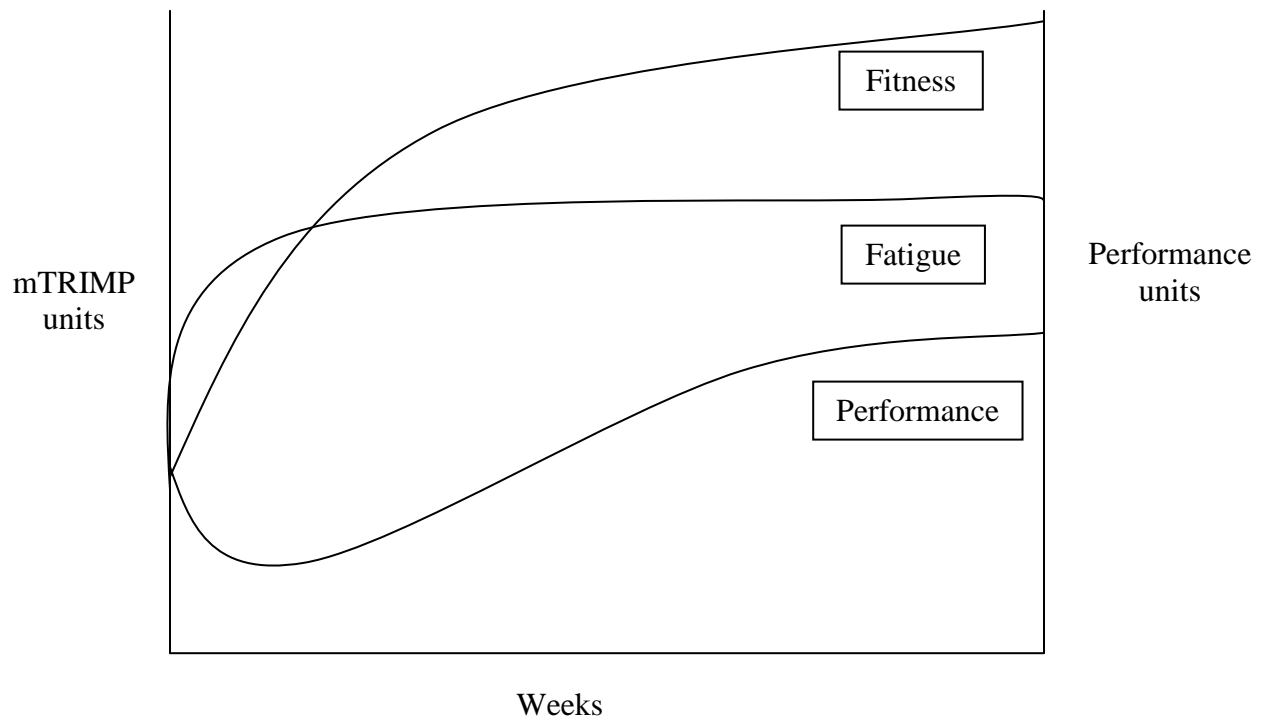 Fitness
mTRIMP
units
Fatigue
Performance
units
Performance
Weeks